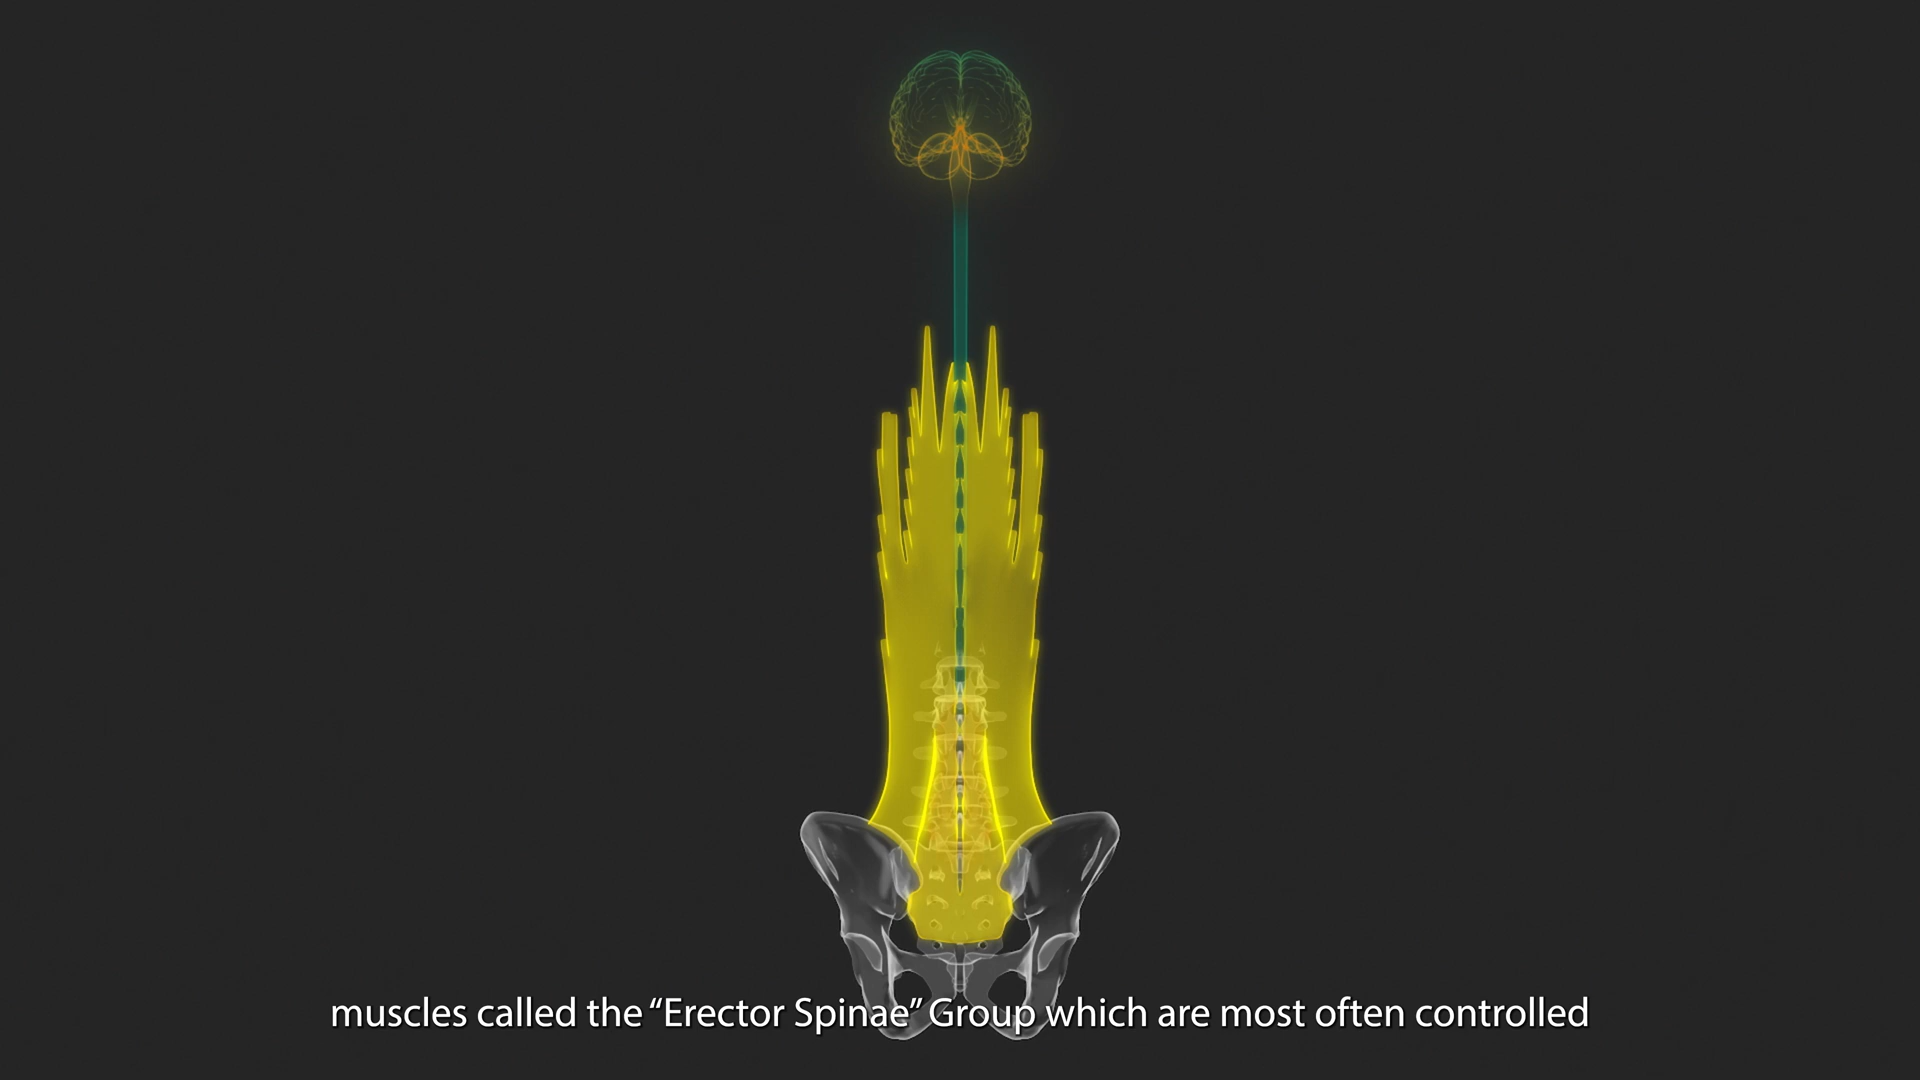 muscles called the “Erector Spinae” Group which are most often controlled